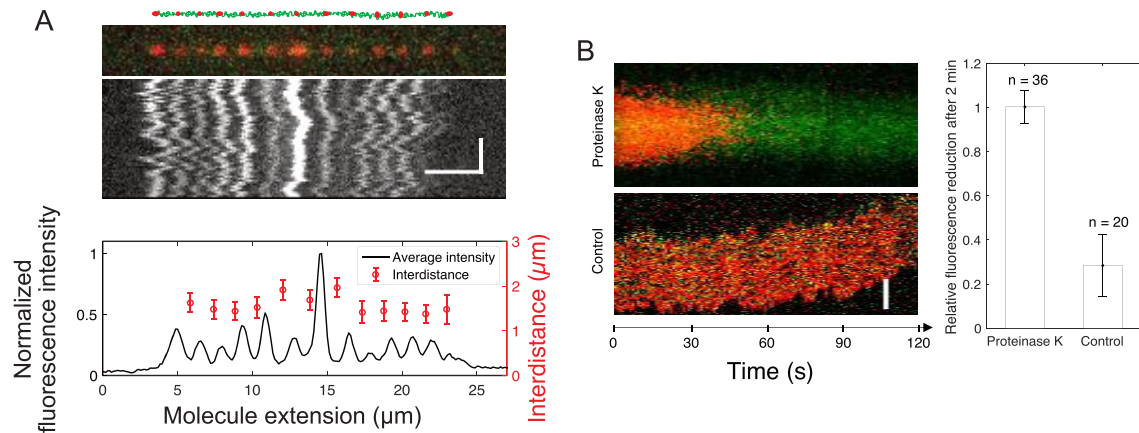 A
Normalized
fluorescence intensity
1
0.5
0
Average intensity
Interdistance
3
2
1
0
Interdistance (µm)
0 5 10 15 20 25
Molecule extension (µm)
B
Proteinase K
Control
0 30 60 90 120
Time (s)
Relative fluorescence reduction after 2 min
1.2
1
0.8
0.6
0.4
0.2
0
n = 36
n = 20
Proteinase K Control